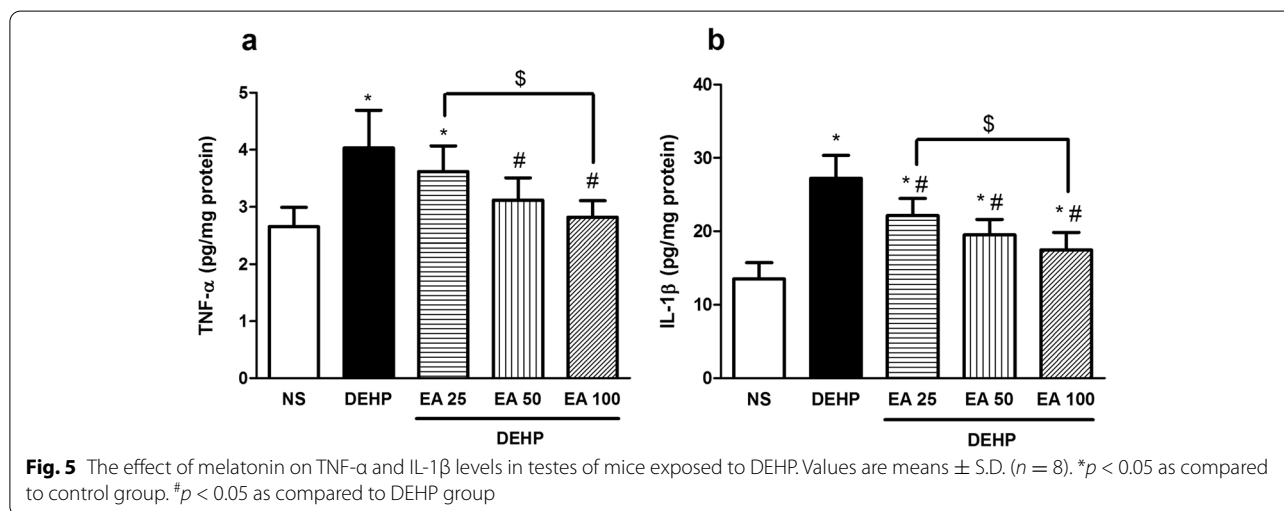 a
b
TNF-α (pg/mg protein)
5
4
3
2
1
0
*
*
#
#
$
NS
DEHP
EA 25
EA 50
EA 100
DEHP
IL-1β (pg/mg protein)
40
30
20
10
0
*
* #
* #
* #
$
NS
DEHP
EA 25
EA 50
EA 100
DEHP
Fig. 5 The effect of melatonin on TNF-α and IL-1β levels in testes of mice exposed to DEHP. Values are means ± S.D. (n = 8). *p < 0.05 as compared
to control group. #p < 0.05 as compared to DEHP group